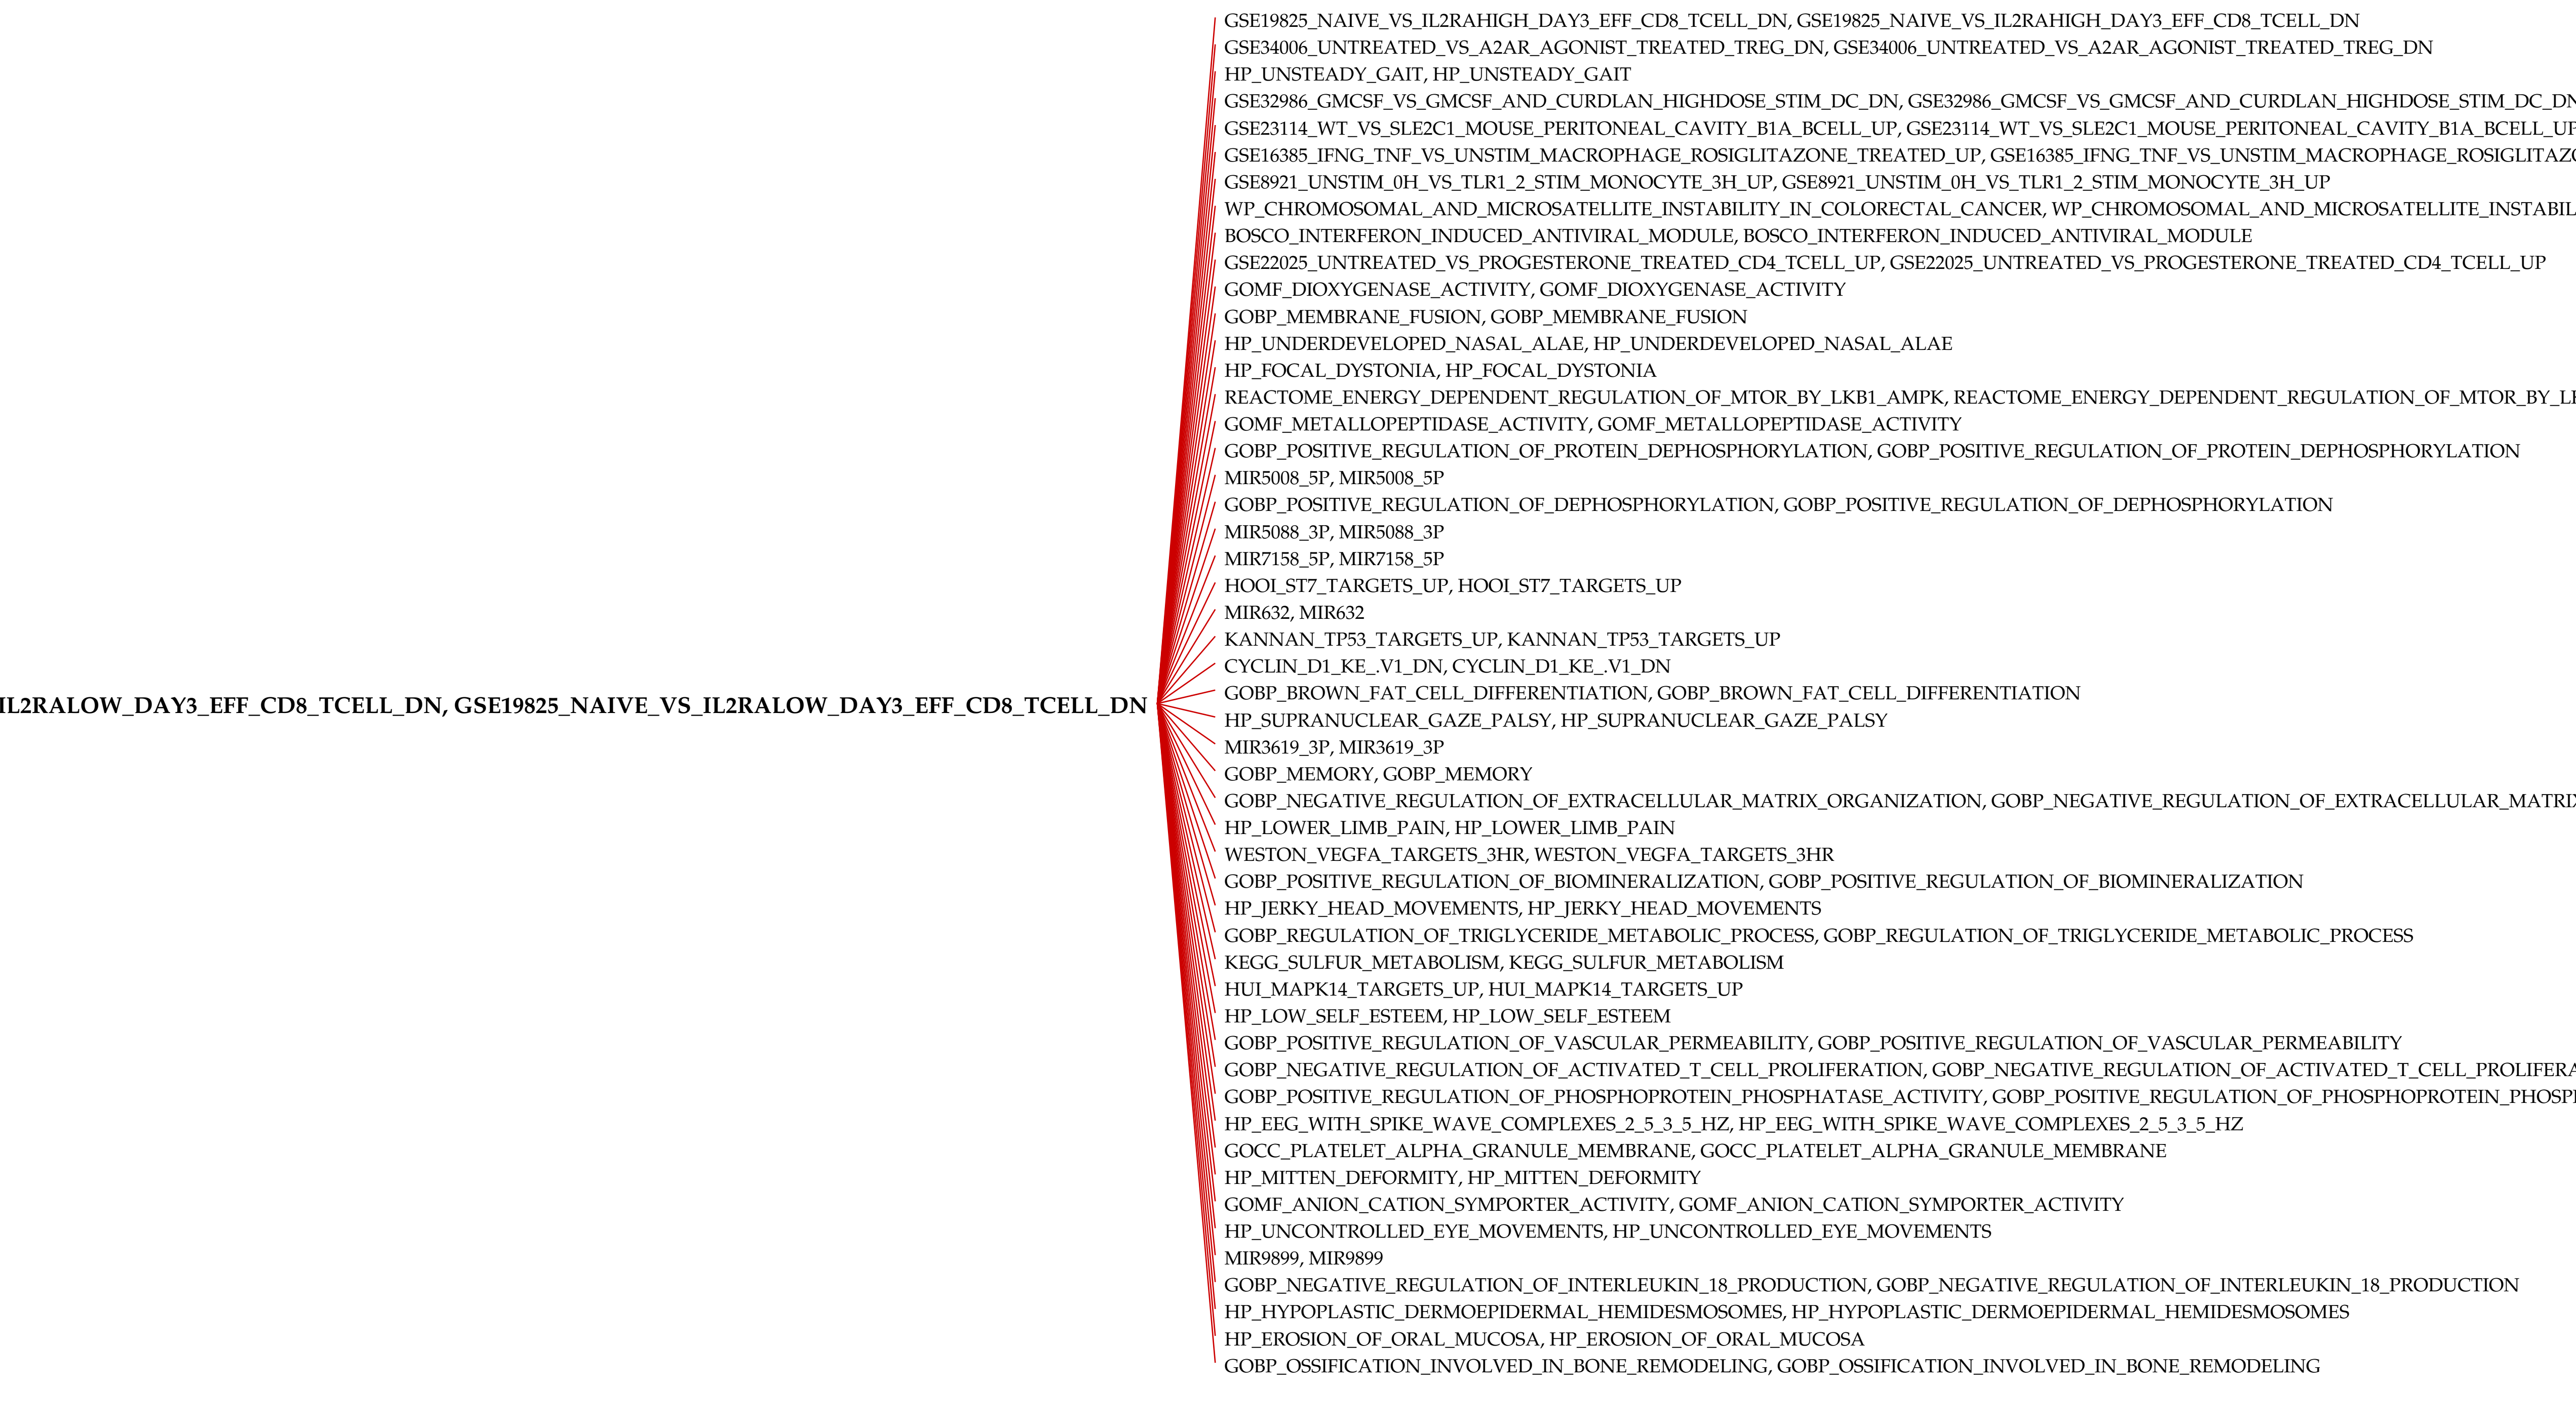 GSE19825_NAIVE_VS_IL2RAHIGH_DAY3_EFF_CD8_TCELL_DN, GSE19825_NAIVE_VS_IL2RAHIGH_DAY3_EFF_CD8_TCELL_DN
GSE34006_UNTREATED_VS_A2AR_AGONIST_TREATED_TREG_DN, GSE34006_UNTREATED_VS_A2AR_AGONIST_TREATED_TREG_DN
HP_UNSTEADY_GAIT, HP_UNSTEADY_GAIT
GSE32986_GMCSF_VS_GMCSF_AND_CURDLAN_HIGHDOSE_STIM_DC_DN, GSE32986_GMCSF_VS_GMCSF_AND_CURDLAN_HIGHDOSE_STIM_DC_DN
GSE23114_WT_VS_SLE2C1_MOUSE_PERITONEAL_CAVITY_B1A_BCELL_UP, GSE23114_WT_VS_SLE2C1_MOUSE_PERITONEAL_CAVITY_B1A_BCELL_UP
GSE16385_IFNG_TNF_VS_UNSTIM_MACROPHAGE_ROSIGLITAZONE_TREATED_UP, GSE16385_IFNG_TNF_VS_UNSTIM_MACROPHAGE_ROSIGLITAZO
GSE8921_UNSTIM_0H_VS_TLR1_2_STIM_MONOCYTE_3H_UP, GSE8921_UNSTIM_0H_VS_TLR1_2_STIM_MONOCYTE_3H_UP
WP_CHROMOSOMAL_AND_MICROSATELLITE_INSTABILITY_IN_COLORECTAL_CANCER, WP_CHROMOSOMAL_AND_MICROSATELLITE_INSTABIL
BOSCO_INTERFERON_INDUCED_ANTIVIRAL_MODULE, BOSCO_INTERFERON_INDUCED_ANTIVIRAL_MODULE
GSE22025_UNTREATED_VS_PROGESTERONE_TREATED_CD4_TCELL_UP, GSE22025_UNTREATED_VS_PROGESTERONE_TREATED_CD4_TCELL_UP
GOMF_DIOXYGENASE_ACTIVITY, GOMF_DIOXYGENASE_ACTIVITY
GOBP_MEMBRANE_FUSION, GOBP_MEMBRANE_FUSION
HP_UNDERDEVELOPED_NASAL_ALAE, HP_UNDERDEVELOPED_NASAL_ALAE
HP_FOCAL_DYSTONIA, HP_FOCAL_DYSTONIA
REACTOME_ENERGY_DEPENDENT_REGULATION_OF_MTOR_BY_LKB1_AMPK, REACTOME_ENERGY_DEPENDENT_REGULATION_OF_MTOR_BY_LK
GOMF_METALLOPEPTIDASE_ACTIVITY, GOMF_METALLOPEPTIDASE_ACTIVITY
GOBP_POSITIVE_REGULATION_OF_PROTEIN_DEPHOSPHORYLATION, GOBP_POSITIVE_REGULATION_OF_PROTEIN_DEPHOSPHORYLATION
MIR5008_5P, MIR5008_5P
GOBP_POSITIVE_REGULATION_OF_DEPHOSPHORYLATION, GOBP_POSITIVE_REGULATION_OF_DEPHOSPHORYLATION
MIR5088_3P, MIR5088_3P
MIR7158_5P, MIR7158_5P
HOOI_ST7_TARGETS_UP, HOOI_ST7_TARGETS_UP
MIR632, MIR632
KANNAN_TP53_TARGETS_UP, KANNAN_TP53_TARGETS_UP
CYCLIN_D1_KE_.V1_DN, CYCLIN_D1_KE_.V1_DN
GOBP_BROWN_FAT_CELL_DIFFERENTIATION, GOBP_BROWN_FAT_CELL_DIFFERENTIATION
IL2RALOW_DAY3_EFF_CD8_TCELL_DN, GSE19825_NAIVE_VS_IL2RALOW_DAY3_EFF_CD8_TCELL_DN
HP_SUPRANUCLEAR_GAZE_PALSY, HP_SUPRANUCLEAR_GAZE_PALSY
MIR3619_3P, MIR3619_3P
GOBP_MEMORY, GOBP_MEMORY
GOBP_NEGATIVE_REGULATION_OF_EXTRACELLULAR_MATRIX_ORGANIZATION, GOBP_NEGATIVE_REGULATION_OF_EXTRACELLULAR_MATRIX
HP_LOWER_LIMB_PAIN, HP_LOWER_LIMB_PAIN
WESTON_VEGFA_TARGETS_3HR, WESTON_VEGFA_TARGETS_3HR
GOBP_POSITIVE_REGULATION_OF_BIOMINERALIZATION, GOBP_POSITIVE_REGULATION_OF_BIOMINERALIZATION
HP_JERKY_HEAD_MOVEMENTS, HP_JERKY_HEAD_MOVEMENTS
GOBP_REGULATION_OF_TRIGLYCERIDE_METABOLIC_PROCESS, GOBP_REGULATION_OF_TRIGLYCERIDE_METABOLIC_PROCESS
KEGG_SULFUR_METABOLISM, KEGG_SULFUR_METABOLISM
HUI_MAPK14_TARGETS_UP, HUI_MAPK14_TARGETS_UP
HP_LOW_SELF_ESTEEM, HP_LOW_SELF_ESTEEM
GOBP_POSITIVE_REGULATION_OF_VASCULAR_PERMEABILITY, GOBP_POSITIVE_REGULATION_OF_VASCULAR_PERMEABILITY
GOBP_NEGATIVE_REGULATION_OF_ACTIVATED_T_CELL_PROLIFERATION, GOBP_NEGATIVE_REGULATION_OF_ACTIVATED_T_CELL_PROLIFERA
GOBP_POSITIVE_REGULATION_OF_PHOSPHOPROTEIN_PHOSPHATASE_ACTIVITY, GOBP_POSITIVE_REGULATION_OF_PHOSPHOPROTEIN_PHOSPH
HP_EEG_WITH_SPIKE_WAVE_COMPLEXES_2_5_3_5_HZ, HP_EEG_WITH_SPIKE_WAVE_COMPLEXES_2_5_3_5_HZ
GOCC_PLATELET_ALPHA_GRANULE_MEMBRANE, GOCC_PLATELET_ALPHA_GRANULE_MEMBRANE
HP_MITTEN_DEFORMITY, HP_MITTEN_DEFORMITY
GOMF_ANION_CATION_SYMPORTER_ACTIVITY, GOMF_ANION_CATION_SYMPORTER_ACTIVITY
HP_UNCONTROLLED_EYE_MOVEMENTS, HP_UNCONTROLLED_EYE_MOVEMENTS
MIR9899, MIR9899
GOBP_NEGATIVE_REGULATION_OF_INTERLEUKIN_18_PRODUCTION, GOBP_NEGATIVE_REGULATION_OF_INTERLEUKIN_18_PRODUCTION
HP_HYPOPLASTIC_DERMOEPIDERMAL_HEMIDESMOSOMES, HP_HYPOPLASTIC_DERMOEPIDERMAL_HEMIDESMOSOMES
HP_EROSION_OF_ORAL_MUCOSA, HP_EROSION_OF_ORAL_MUCOSA
GOBP_OSSIFICATION_INVOLVED_IN_BONE_REMODELING, GOBP_OSSIFICATION_INVOLVED_IN_BONE_REMODELING